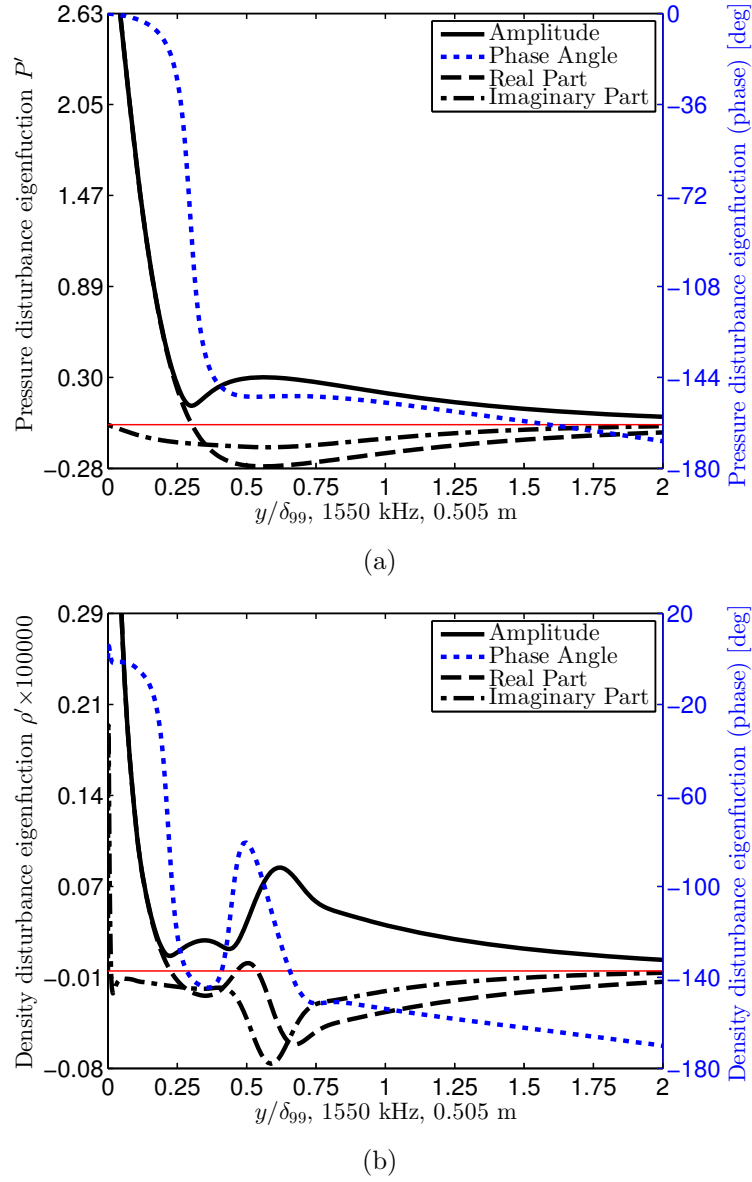 2.63
2.05
1.47
0.89
0.30
-0.28
Pressure disturbance eigenfuction P′
0
−36
−72
−108
−144
−180
Pressure disturbance eigenfuction (phase) [deg]
Amplitude
Phase Angle
Real Part
Imaginary Part
0 0.25 0.5 0.75 1 1.25 1.5 1.75 2
y/δ99, 1550 kHz, 0.505 m
(a)
0.29
0.21
0.14
0.07
-0.01
-0.08
Density disturbance eigenfuction ρ′×100000
20
−20
−60
−100
−140
−180
Density disturbance eigenfuction (phase) [deg]
Amplitude
Phase Angle
Real Part
Imaginary Part
0 0.25 0.5 0.75 1 1.25 1.5 1.75 2
y/δ99, 1550 kHz, 0.505 m
(b)